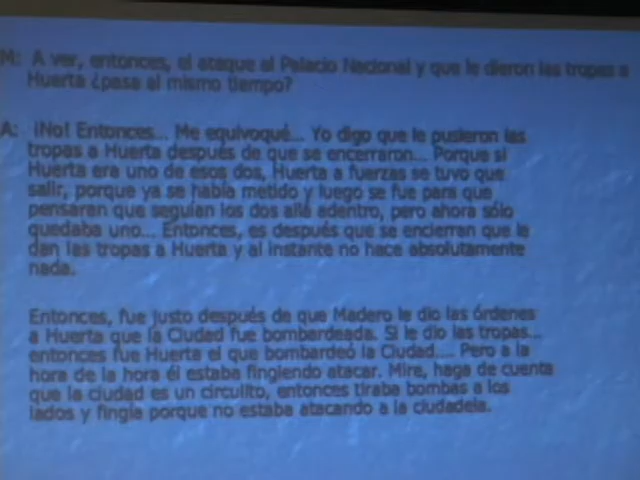 M: A ver, entonces, el ataque al Palacio Nacional y que le dieron las tropas a
Huerta ¿pasa al mismo tiempo?
A: ¡No! Entonces... Me equivoqué... Yo digo que le pusieron las
tropas a Huerta después de que se encerraron... Porque si
Huerta era uno de esos dos, Huerta a fuerzas se tuvo que
salir, porque ya se había metido y luego se fue para que
pensaran que seguían los dos allá adentro, pero ahora sólo
quedaba uno... Entonces, es después que se encierran que le
dan las tropas a Huerta y al instante no hace absolutamente
nada.
Entonces, fue justo después de que Madero le dio las órdenes
a Huerta que la Ciudad fue bombardeada. Si le dio las tropas...
entonces fue Huerta el que bombardeó la Ciudad.... Pero a la
hora de la hora él estaba fingiendo atacar. Mire, haga de cuenta
que la ciudad es un circulito, entonces tiraba bombas a los
lados y fingía porque no estaba atacando a la ciudadela.